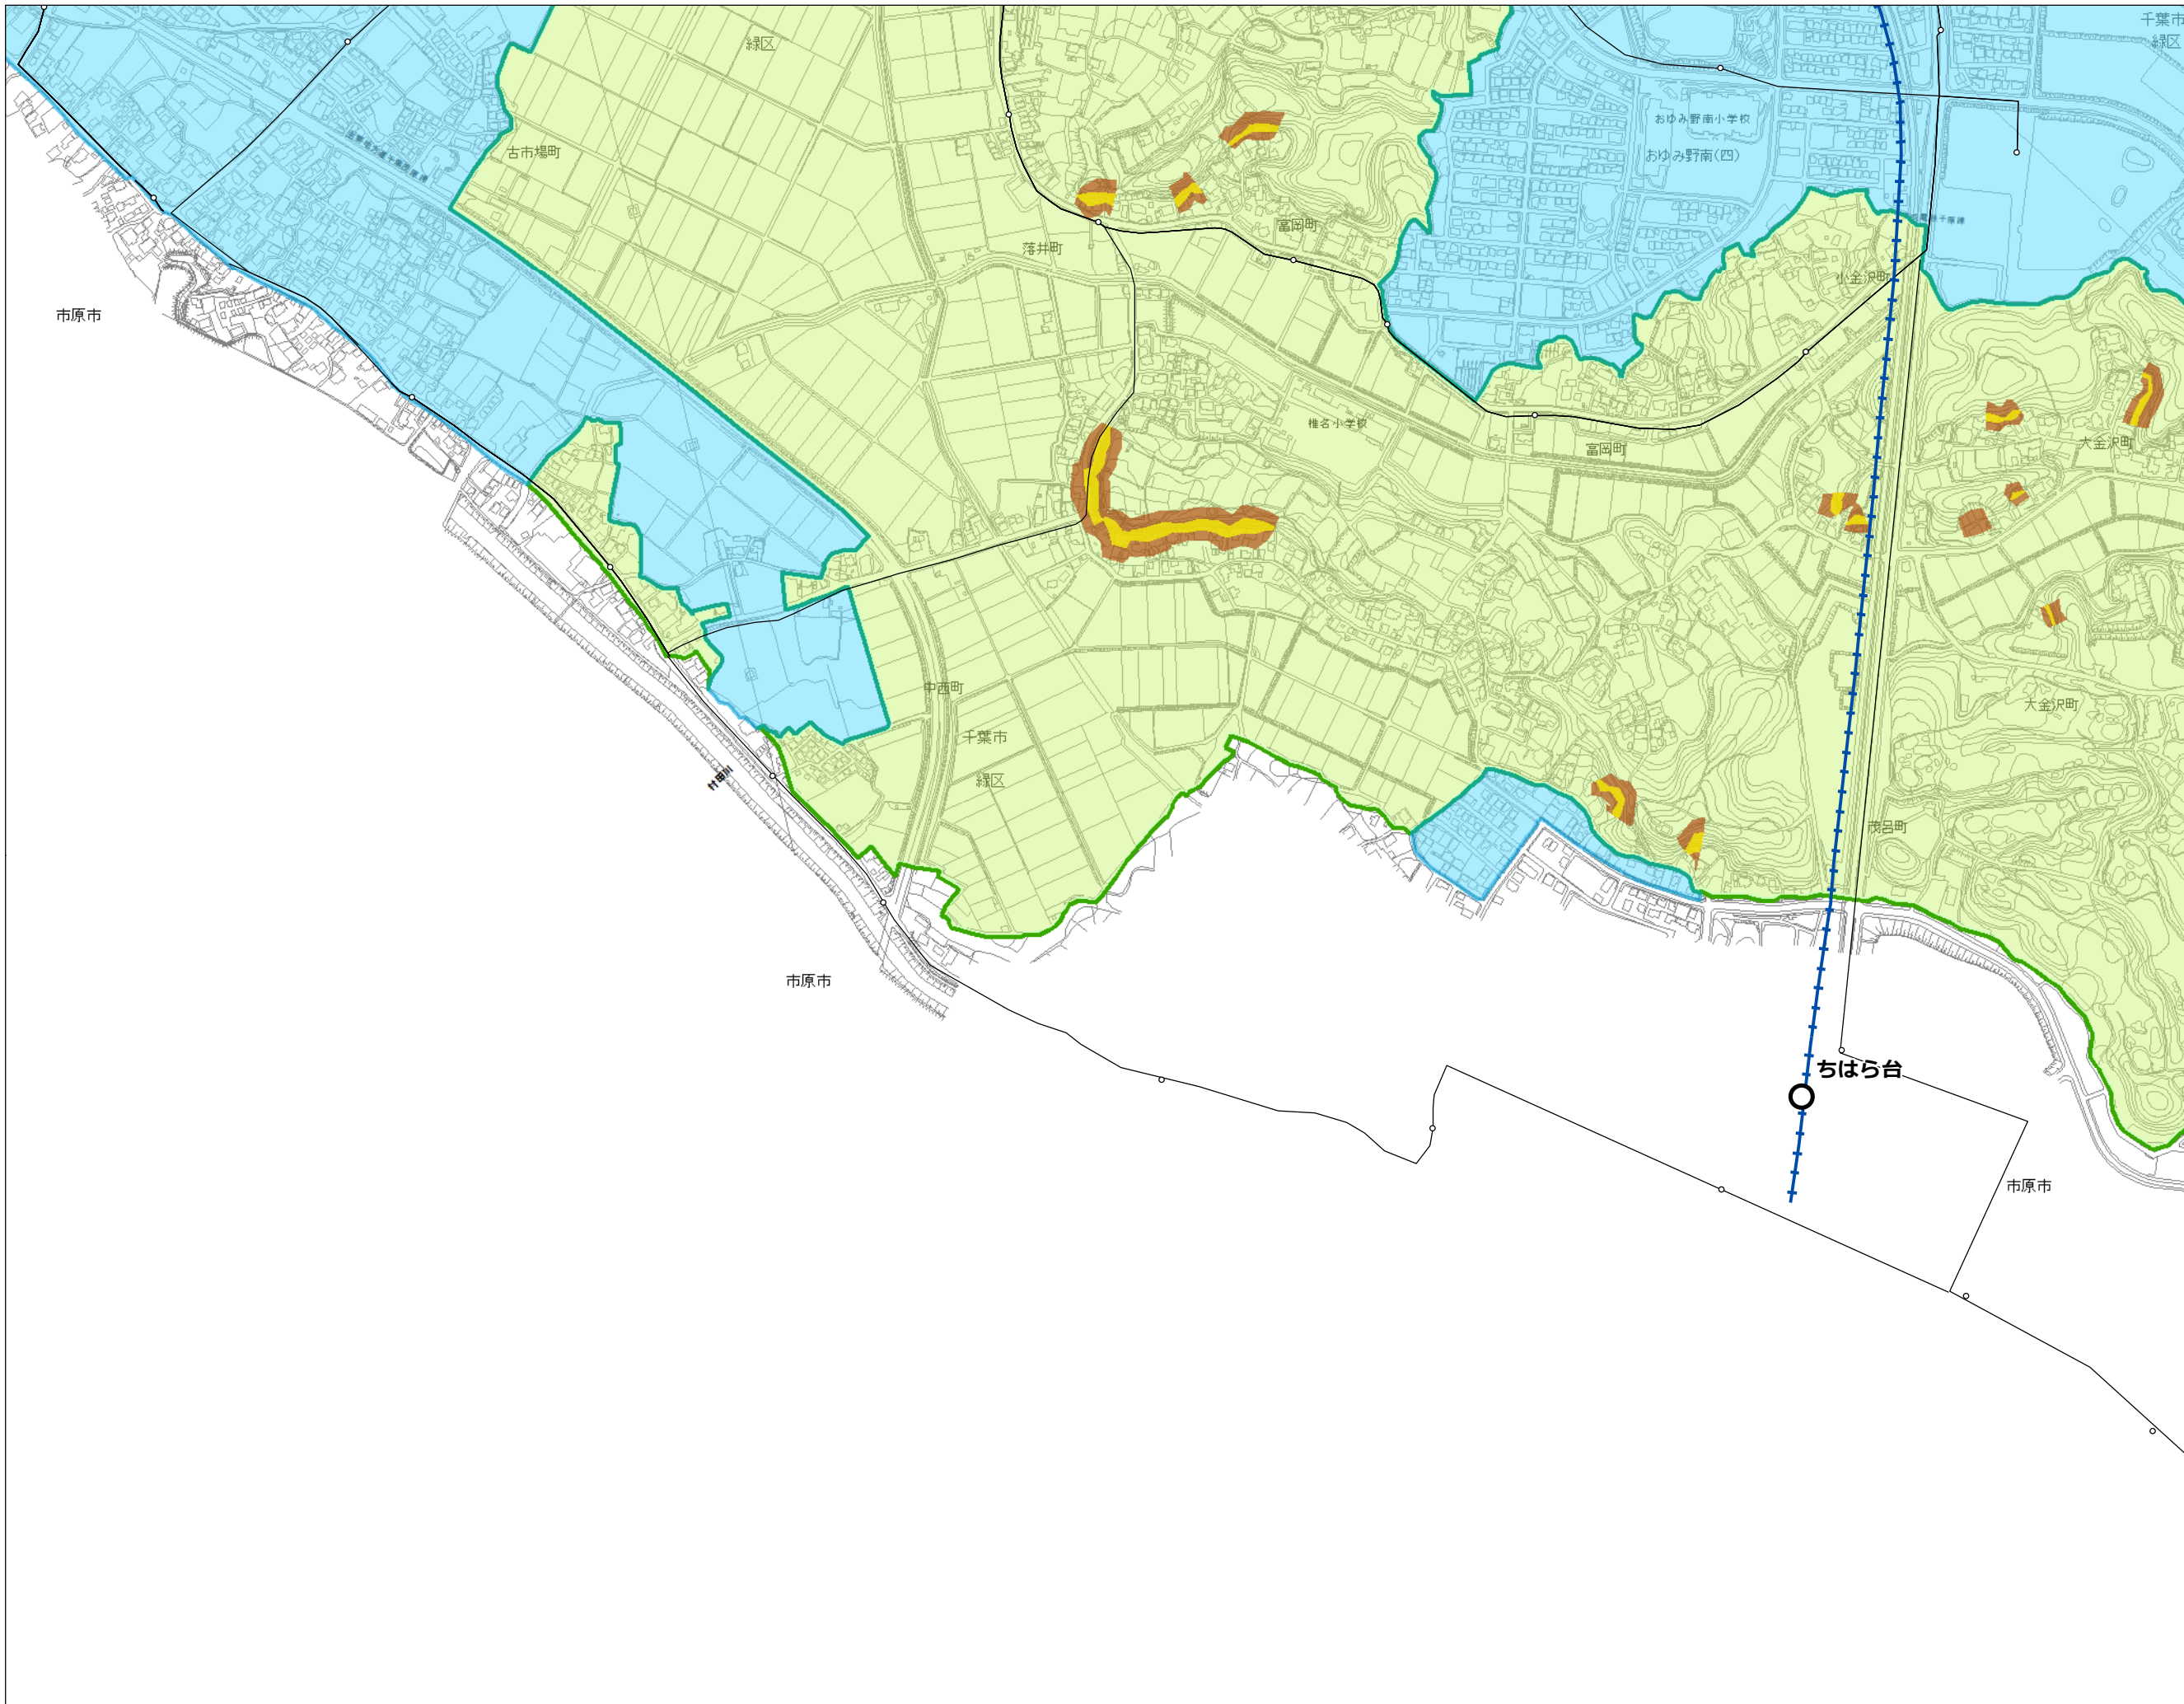 千葉市
緑区
緑区
おゆみ野南小学校
古市場町
おゆみ野南(四)
富岡町
落井町
小金沢町
市原市
椎名小学校
大金沢町
富岡町
中西町
大金沢町
千葉市
緑区
村田川
茂呂町
市原市
ちはら台
市原市